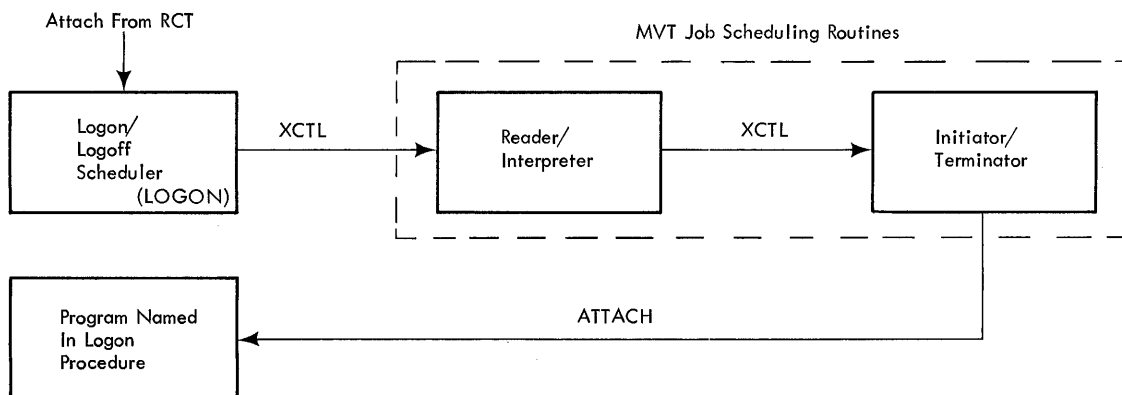 Attach From RCT
MVT Job Scheduling Routines
Logon/
Logoff
Scheduler
(LOGON)
XCTL
Reader/
Interpreter
XCTL
Initiator/
Terminator
ATTACH
Program Named
In Logon
Procedure